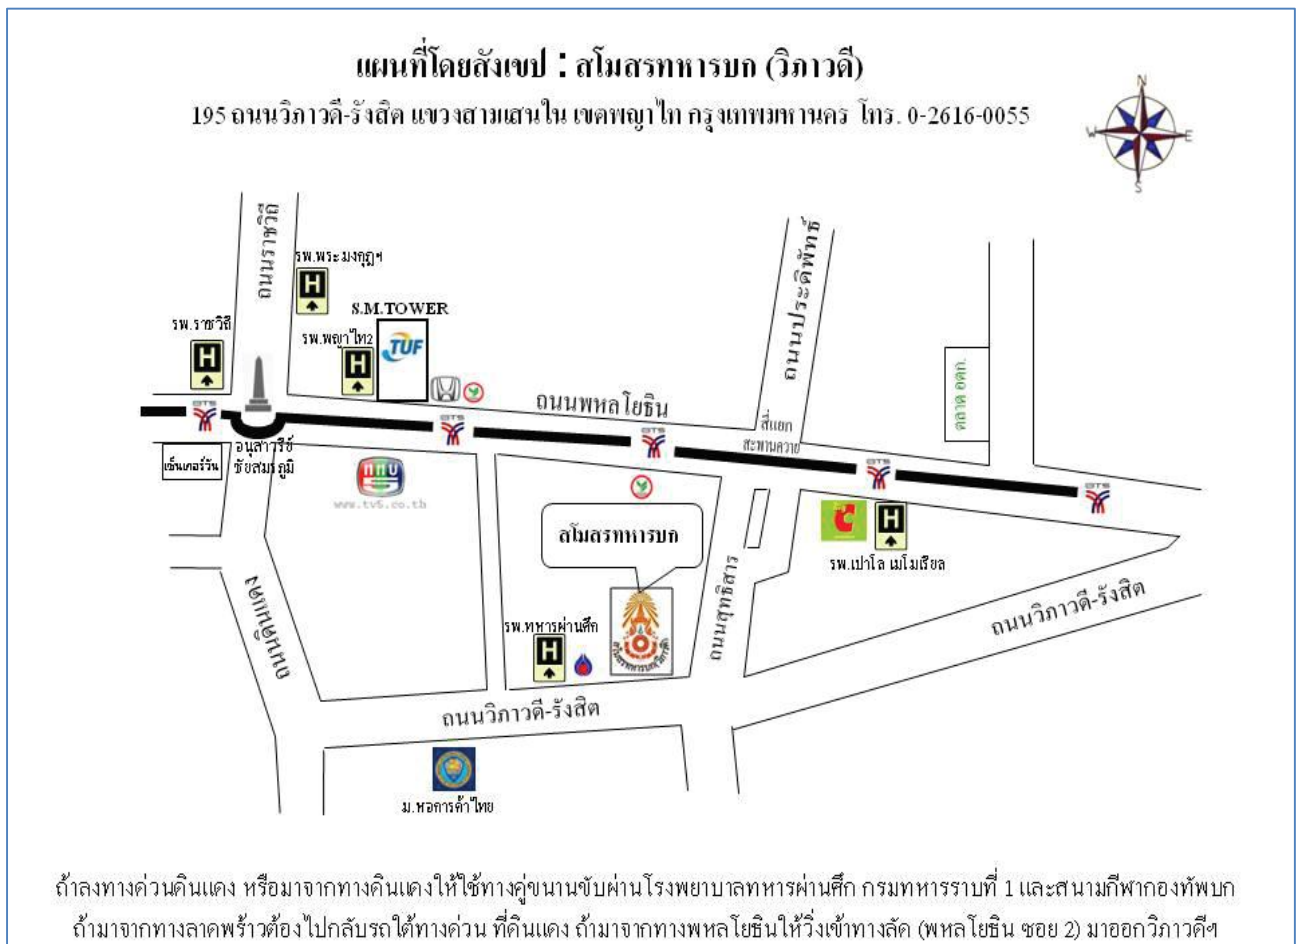 แผนที่โดยสังเขป : สโมสรทหารบก (วิภาวดี)
195 ถนนวิภาวดี-รังสิต แขวงสามเสนใน เขตพญาไท กรุงเทพมหานคร โทร. 0-2616-0055
N
W E
S
ถนนราชวิถี
ถนนประดิพัทธ์
รพ.พระมงกุฎฯ
H
S.M.TOWER
รพ.ราชวิถี
H
รพ.พญาไท2
H
TUF
ตลาด อตก.
ถนนพหลโยธิน
BTS
BTS
BTS
BTS
BTS
สี่แยก
สะพานควาย
อนุสาวรีย์
ชัยสมรภูมิ
เซ็นเตอร์วัน
ททบ
www.tv5.co.th
สโมสรทหารบก
H
รพ.เปาโล เมโมเรียล
ถนนดินแดง
ถนนสุทธิสาร
ถนนวิภาวดี-รังสิต
รพ.ทหารผ่านศึก
H
ถนนวิภาวดี-รังสิต
ม.หอการค้าไทย
ถ้าลงทางด่วนดินแดง หรือมาจากทางดินแดงให้ใช้ทางคู่ขนานขับผ่านโรงพยาบาลทหารผ่านศึก กรมทหารราบที่ 1 และสนามกีฬากองทัพบก
ถ้ามาจากทางลาดพร้าวต้องไปกลับรถใต้ทางด่วน ที่ดินแดง ถ้ามาจากทางพหลโยธินให้วิ่งเข้าทางลัด (พหลโยธิน ซอย 2) มาออกวิภาวดีฯ